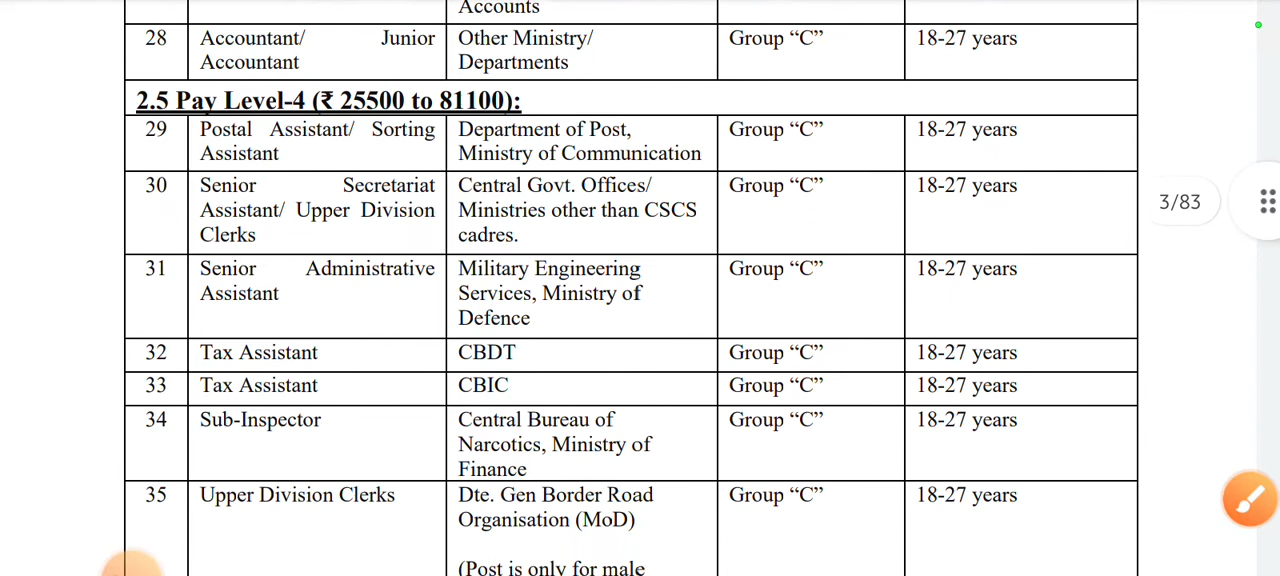 Accounts
28 Accountant/ Junior Other Ministry/ Group “C” 18-27 years
Accountant Departments
2.5 Pay Level-4 (₹ 25500 to 81100):
29 Postal Assistant/ Sorting Department of Post, Group “C” 18-27 years
Assistant Ministry of Communication
30 Senior Secretariat Central Govt. Offices/ Group “C” 18-27 years
Assistant/ Upper Division Ministries other than CSCS
Clerks cadres.
31 Senior Administrative Military Engineering Group “C” 18-27 years
Assistant Services, Ministry of
Defence
32 Tax Assistant CBDT Group “C” 18-27 years
33 Tax Assistant CBIC Group “C” 18-27 years
34 Sub-Inspector Central Bureau of Group “C” 18-27 years
Narcotics, Ministry of
Finance
35 Upper Division Clerks Dte. Gen Border Road Group “C” 18-27 years
Organisation (MoD)
(Post is only for male
3/83